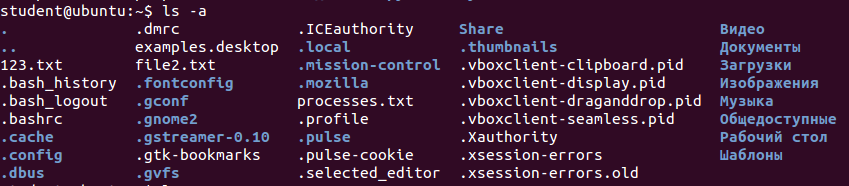 student@ubuntu:~$ ls -a
. .dmrc .ICEauthority Share Видео
.. examples.desktop .local .thumbnails Документы
123.txt file2.txt .mission-control .vboxclient-clipboard.pid Загрузки
.bash_history .fontconfig .mozilla .vboxclient-display.pid Изображения
.bash_logout .gconf processes.txt .vboxclient-draganddrop.pid Музыка
.bashrc .gnome2 .profile .vboxclient-seamless.pid Общедоступные
.cache .gstreamer-0.10 .pulse .Xauthority Рабочий стол
.config .gtk-bookmarks .pulse-cookie .xsession-errors Шаблоны
.dbus .gvfs .selected_editor .xsession-errors.old